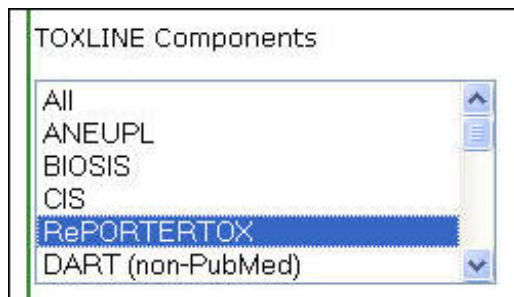 TOXLINE Components
All
ANEUPL
BIOSIS
CIS
RePORTERTOX
DART (non-PubMed)